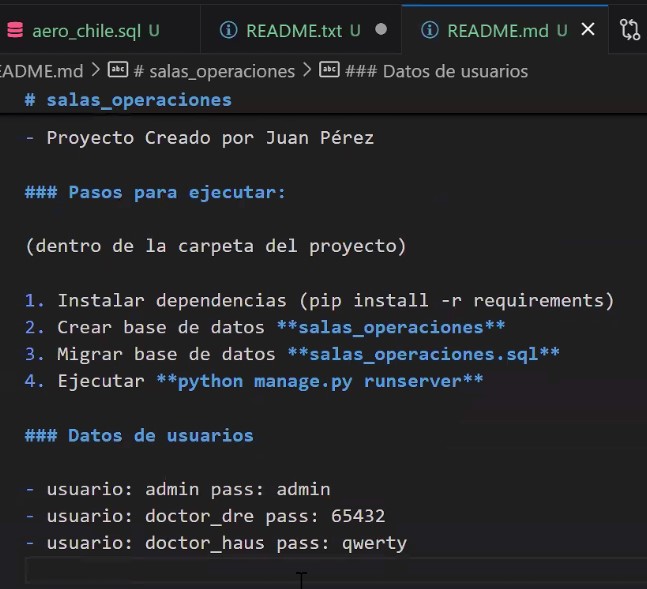 aero_chile.sql U README.txt U README.md U
EADME.md > # salas_operaciones > ### Datos de usuarios
# salas_operaciones
- Proyecto Creado por Juan Pérez
### Pasos para ejecutar:
(dentro de la carpeta del proyecto)
1. Instalar dependencias (pip install -r requirements)
2. Crear base de datos **salas_operaciones**
3. Migrar base de datos **salas_operaciones.sql**
4. Ejecutar **python manage.py runserver**
### Datos de usuarios
- usuario: admin pass: admin
- usuario: doctor_dre pass: 65432
- usuario: doctor_haus pass: qwerty